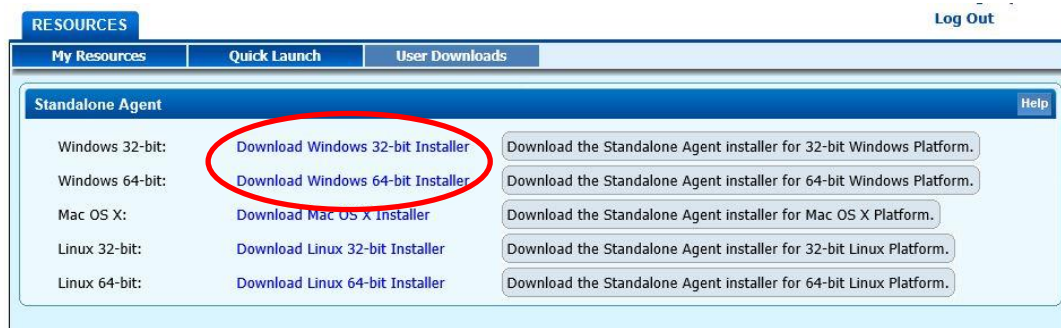 RESOURCES Log Out
My Resources Quick Launch User Downloads
Standalone Agent Help
Windows 32-bit: Download Windows 32-bit Installer Download the Standalone Agent installer for 32-bit Windows Platform.
Windows 64-bit: Download Windows 64-bit Installer Download the Standalone Agent installer for 64-bit Windows Platform.
Mac OS X: Download Mac OS X Installer Download the Standalone Agent installer for Mac OS X Platform.
Linux 32-bit: Download Linux 32-bit Installer Download the Standalone Agent installer for 32-bit Linux Platform.
Linux 64-bit: Download Linux 64-bit Installer Download the Standalone Agent installer for 64-bit Linux Platform.